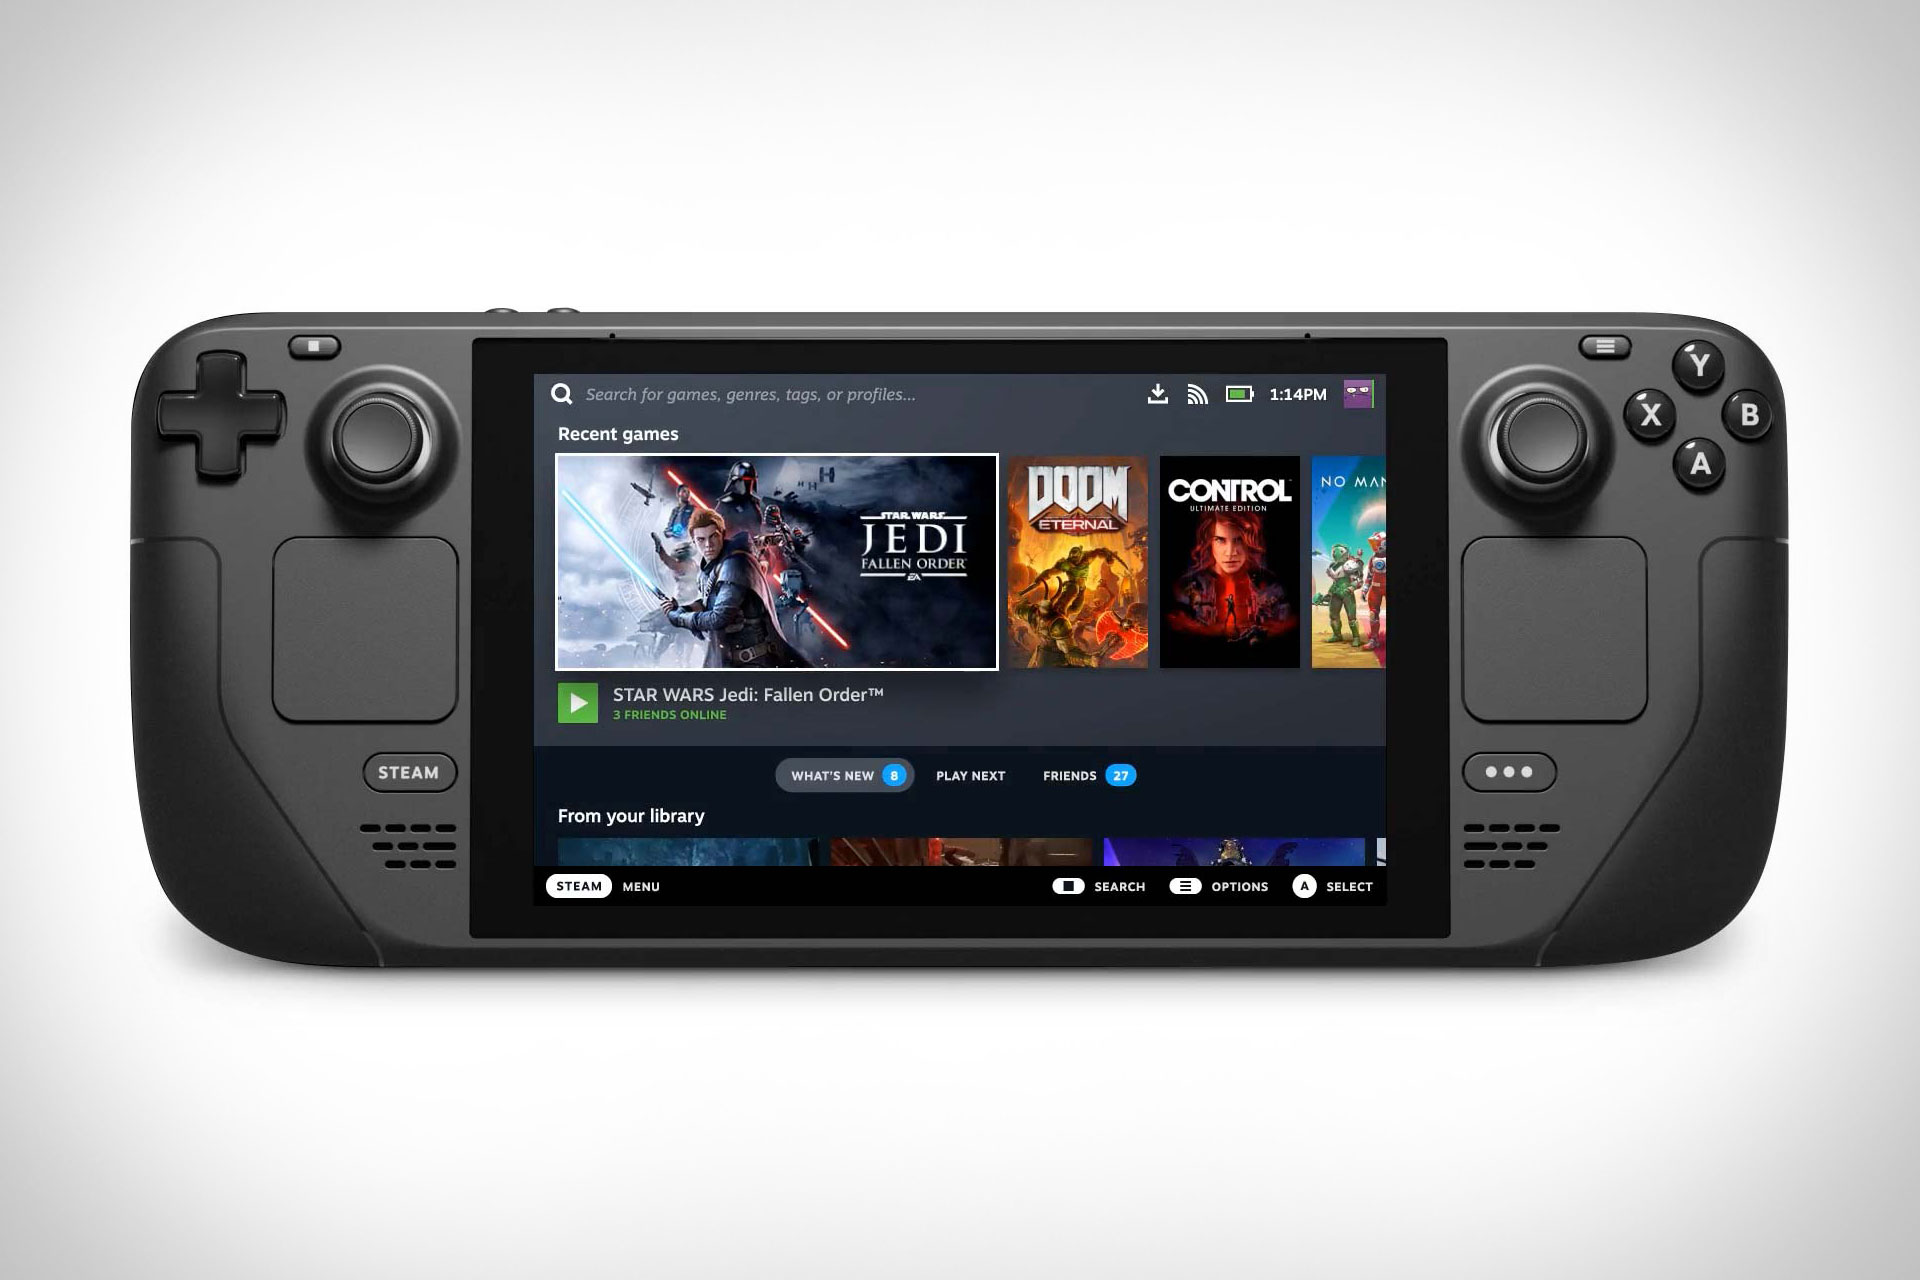 Search for games, genres, tags, or profiles...
1:14PM
Recent games
STAR WARS
JEDI
FALLEN ORDER
EA
DOOM
ETERNAL
CONTROL
ULTIMATE EDITION
NO MAN
STAR WARS Jedi: Fallen Order™
3 FRIENDS ONLINE
WHAT'S NEW 8 PLAY NEXT FRIENDS 27
From your library
STEAM MENU SEARCH OPTIONS A SELECT
STEAM
Y
X
B
A